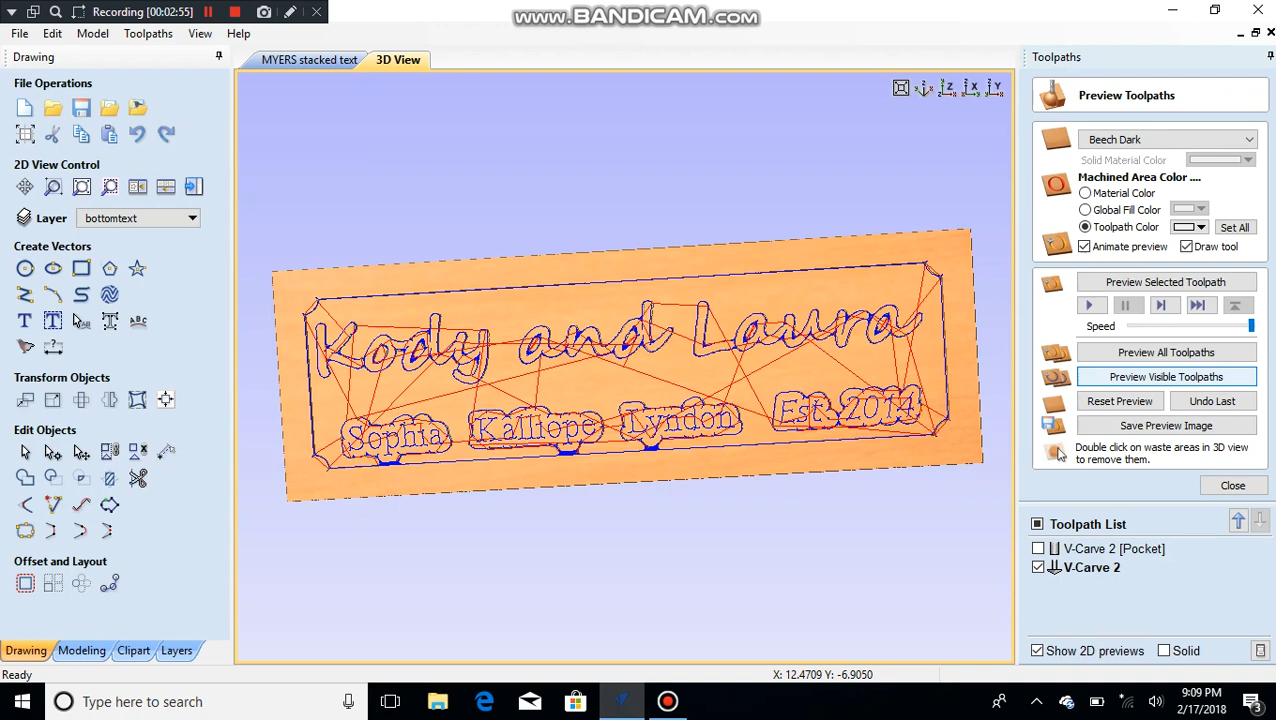 Recording [00:02:55]
www.BANDICAM.com
File Edit Model Toolpaths View Help
Drawing
MYERS stacked text
3D View
Toolpaths
File Operations
2D View Control
Layer bottomtext
Create Vectors
Transform Objects
Edit Objects
Offset and Layout
Drawing Modeling Clipart Layers
Kody and Laura
Sophia Kalliope Lyndon Est. 2014
Preview Toolpaths
Beech Dark
Solid Material Color
Machined Area Color ....
Material Color
Global Fill Color
Toolpath Color
Set All
Animate preview
Draw tool
Preview Selected Toolpath
Speed
Preview All Toolpaths
Preview Visible Toolpaths
Reset Preview
Undo Last
Save Preview Image
Double click on waste areas in 3D view
to remove them.
Close
Toolpath List
V-Carve 2 [Pocket]
V-Carve 2
Show 2D previews
Solid
Ready
X: 12.4709 Y: -6.9050
Type here to search
9:09 PM
2/17/2018
3